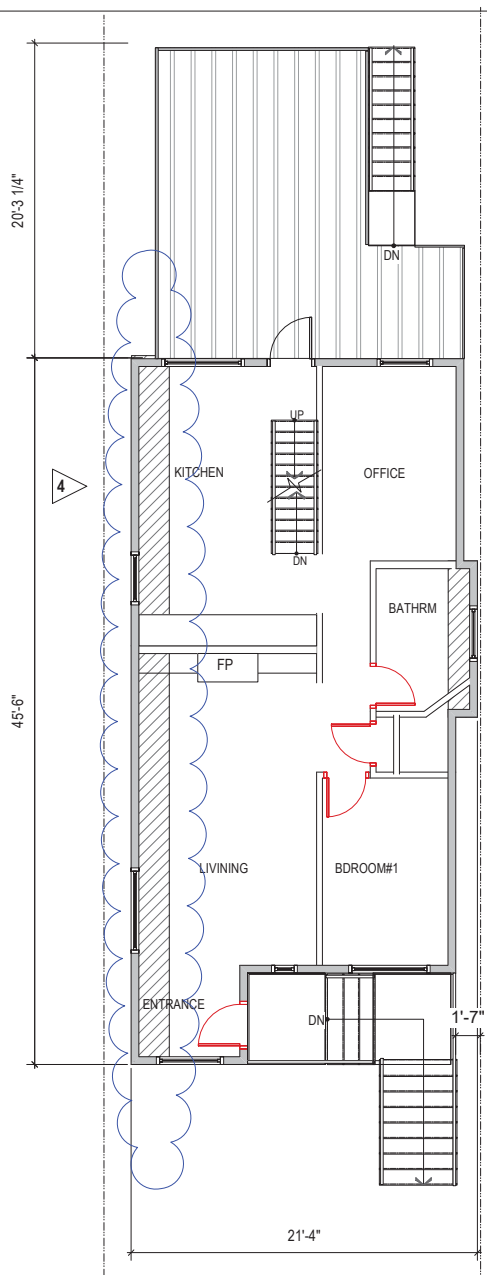 20'-3 1/4"
DN
4
UP
KITCHEN
OFFICE
DN
BATHRM
FP
45'-6"
LIVINING
BDROOM#1
ENTRANCE
DN
1'-7"
21'-4"